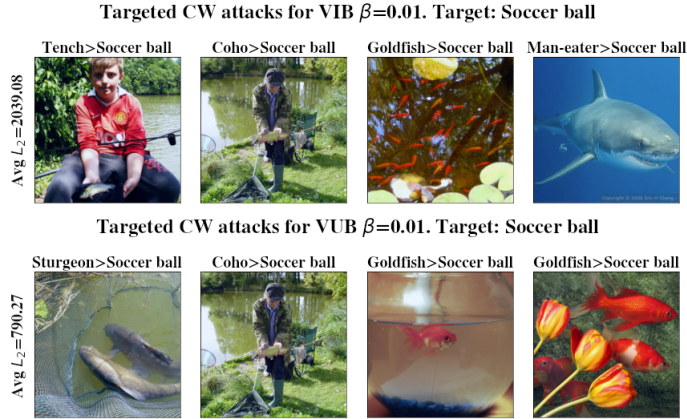 Targeted CW attacks for VIB β=0.01. Target: Soccer ball
Tench>Soccer ball Coho>Soccer ball Goldfish>Soccer ball Man-eater>Soccer ball
Avg L₂=2039.08
Targeted CW attacks for VUB β=0.01. Target: Soccer ball
Sturgeon>Soccer ball Coho>Soccer ball Goldfish>Soccer ball Goldfish>Soccer ball
Avg L₂=790.27